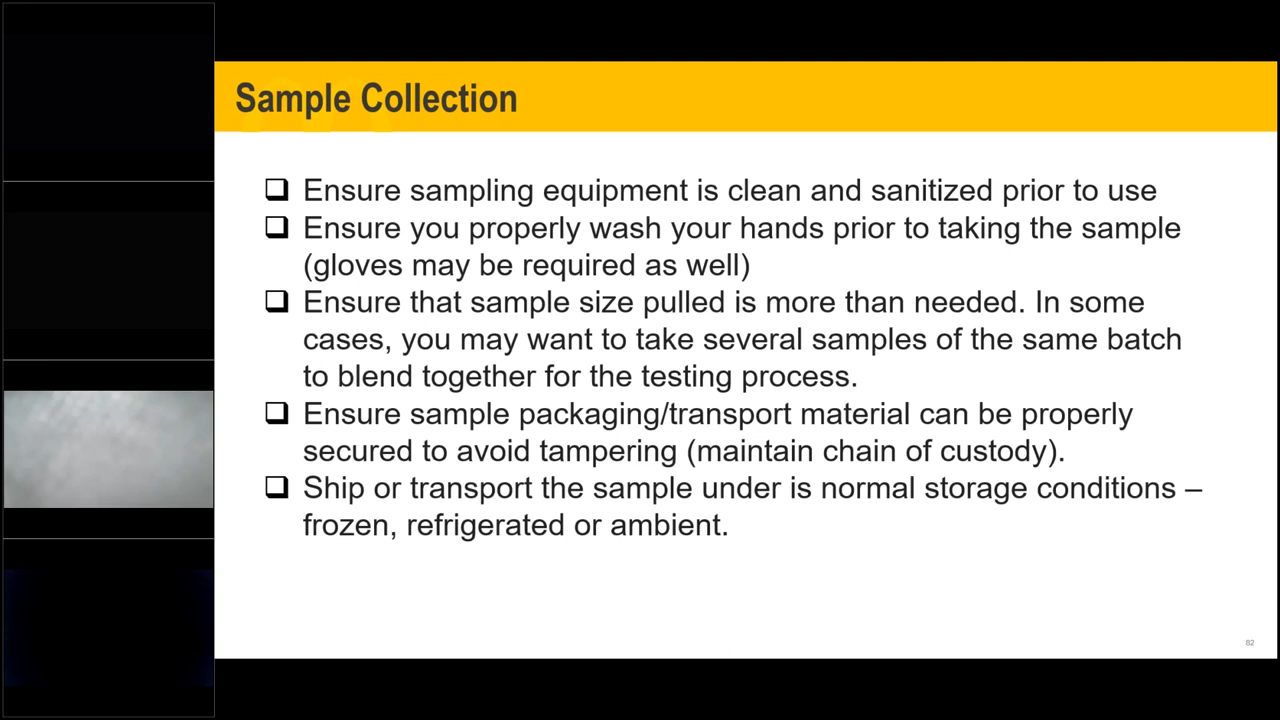 Sample Collection
❑ Ensure sampling equipment is clean and sanitized prior to use
❑ Ensure you properly wash your hands prior to taking the sample
(gloves may be required as well)
❑ Ensure that sample size pulled is more than needed. In some
cases, you may want to take several samples of the same batch
to blend together for the testing process.
❑ Ensure sample packaging/transport material can be properly
secured to avoid tampering (maintain chain of custody).
❑ Ship or transport the sample under is normal storage conditions –
frozen, refrigerated or ambient.
82